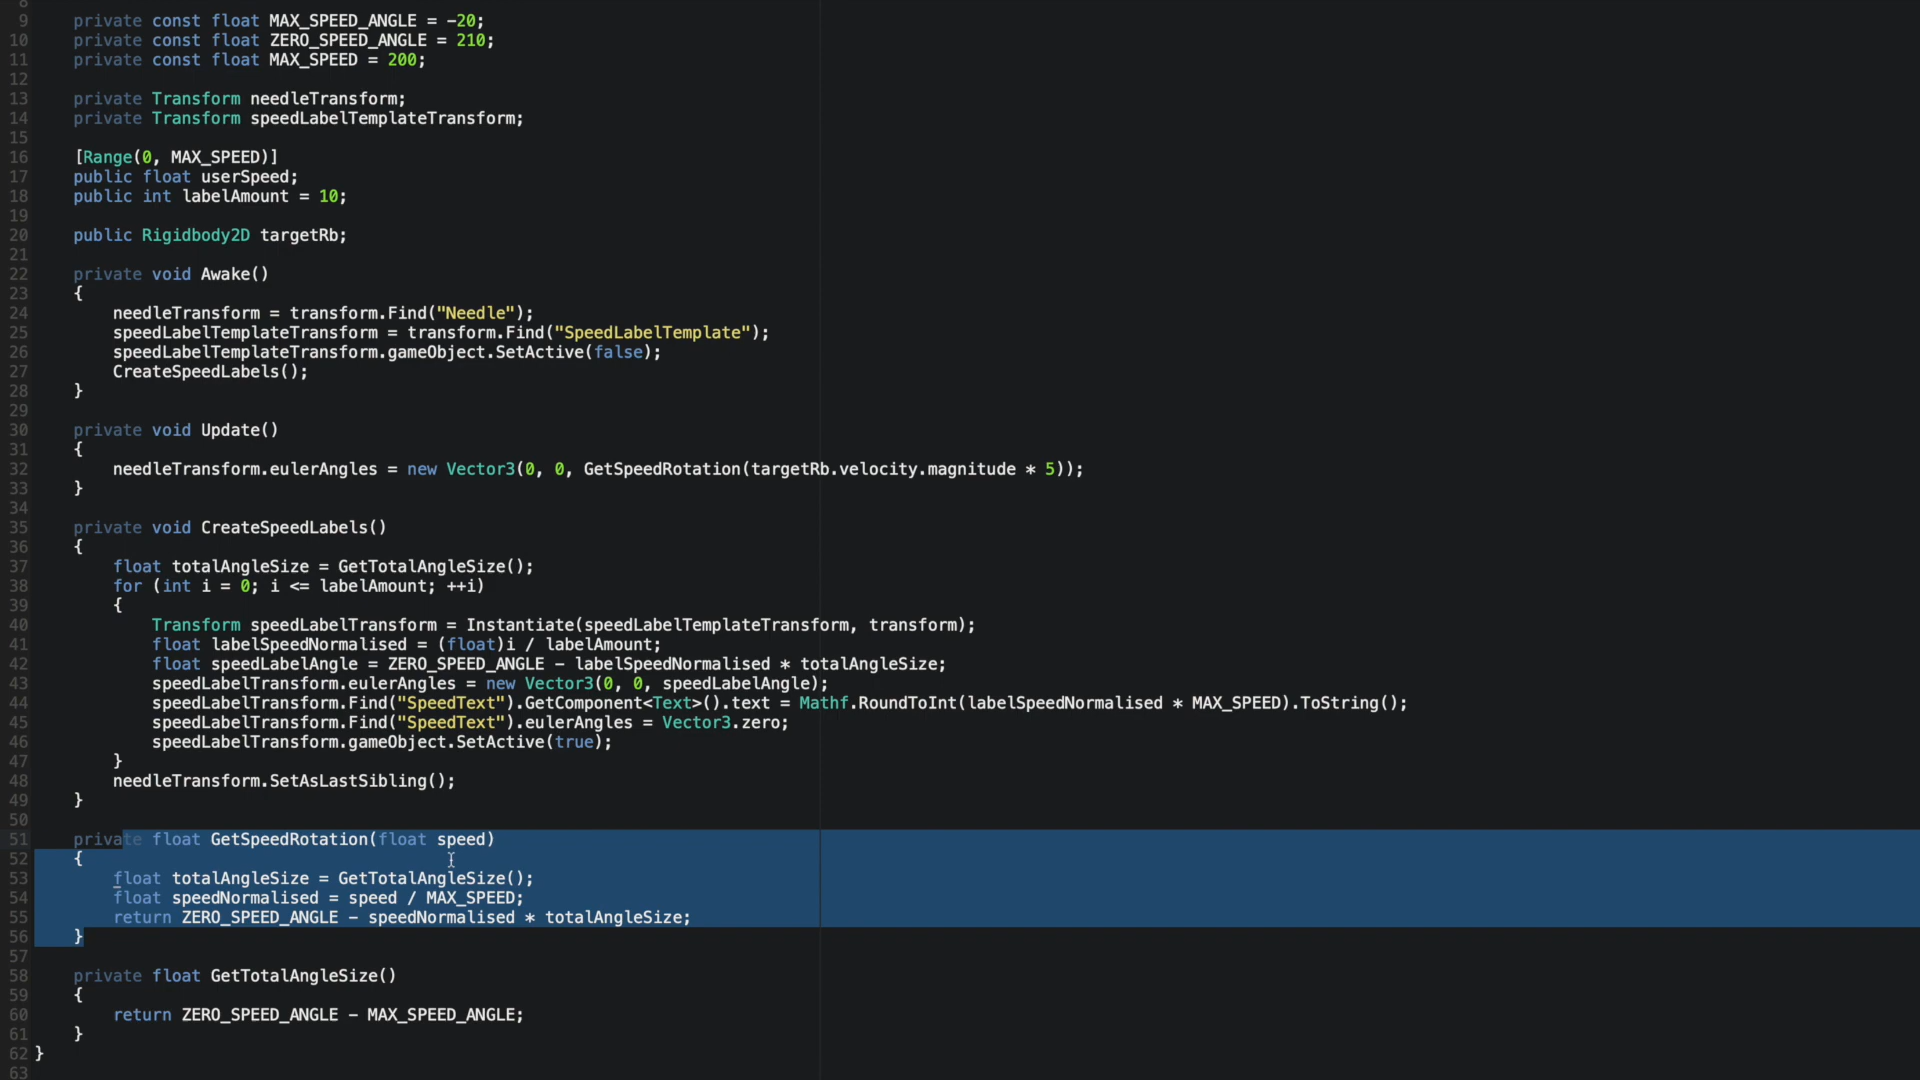 8
9 private const float MAX_SPEED_ANGLE = -20;
10 private const float ZERO_SPEED_ANGLE = 210;
11 private const float MAX_SPEED = 200;
12
13 private Transform needleTransform;
14 private Transform speedLabelTemplateTransform;
15
16 [Range(0, MAX_SPEED)]
17 public float userSpeed;
18 public int labelAmount = 10;
19
20 public Rigidbody2D targetRb;
21
22 private void Awake()
23 {
24 needleTransform = transform.Find("Needle");
25 speedLabelTemplateTransform = transform.Find("SpeedLabelTemplate");
26 speedLabelTemplateTransform.gameObject.SetActive(false);
27 CreateSpeedLabels();
28 }
29
30 private void Update()
31 {
32 needleTransform.eulerAngles = new Vector3(0, 0, GetSpeedRotation(targetRb.velocity.magnitude * 5));
33 }
34
35 private void CreateSpeedLabels()
36 {
37 float totalAngleSize = GetTotalAngleSize();
38 for (int i = 0; i <= labelAmount; ++i)
39 {
40 Transform speedLabelTransform = Instantiate(speedLabelTemplateTransform, transform);
41 float labelSpeedNormalised = (float)i / labelAmount;
42 float speedLabelAngle = ZERO_SPEED_ANGLE - labelSpeedNormalised * totalAngleSize;
43 speedLabelTransform.eulerAngles = new Vector3(0, 0, speedLabelAngle);
44 speedLabelTransform.Find("SpeedText").GetComponent<Text>().text = Mathf.RoundToInt(labelSpeedNormalised * MAX_SPEED).ToString();
45 speedLabelTransform.Find("SpeedText").eulerAngles = Vector3.zero;
46 speedLabelTransform.gameObject.SetActive(true);
47 }
48 needleTransform.SetAsLastSibling();
49 }
50
51 private float GetSpeedRotation(float speed)
52 {
53 float totalAngleSize = GetTotalAngleSize();
54 float speedNormalised = speed / MAX_SPEED;
55 return ZERO_SPEED_ANGLE - speedNormalised * totalAngleSize;
56 }
57
58 private float GetTotalAngleSize()
59 {
60 return ZERO_SPEED_ANGLE - MAX_SPEED_ANGLE;
61 }
62 }
63